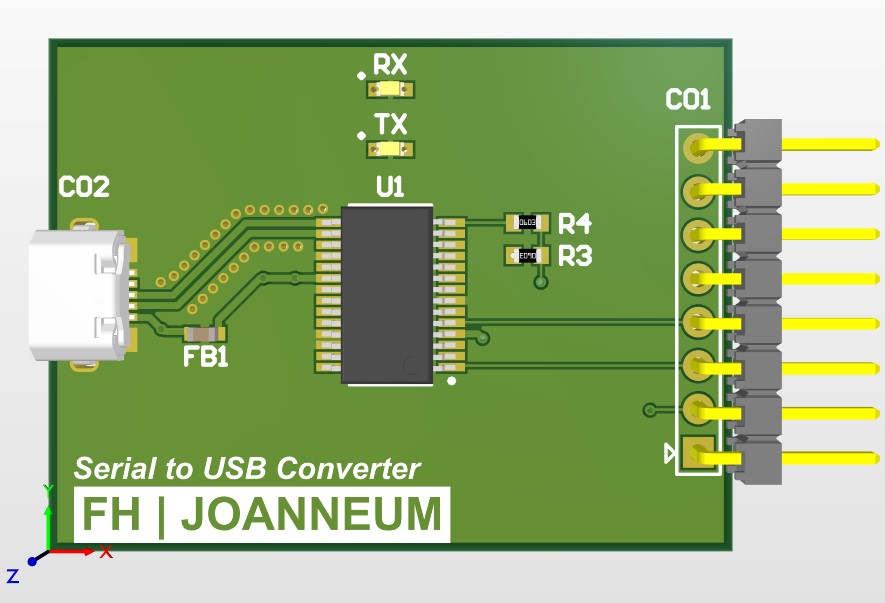 RX
TX
CO1
CO2
U1
R4
R3
FB1
Serial to USB Converter
FH | JOANNEUM
Y
X
Z